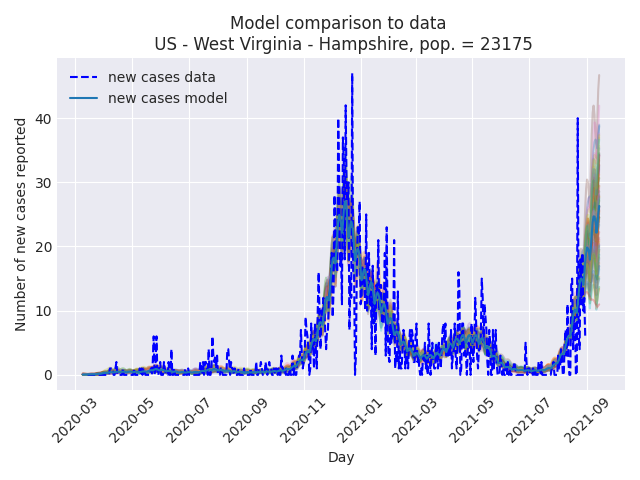 Model comparison to data
US - West Virginia - Hampshire, pop. = 23175
new cases data
new cases model
Number of new cases reported
40
30
20
10
0
2020-03
2020-05
2020-07
2020-09
2020-11
2021-01
2021-03
2021-05
2021-07
2021-09
Day